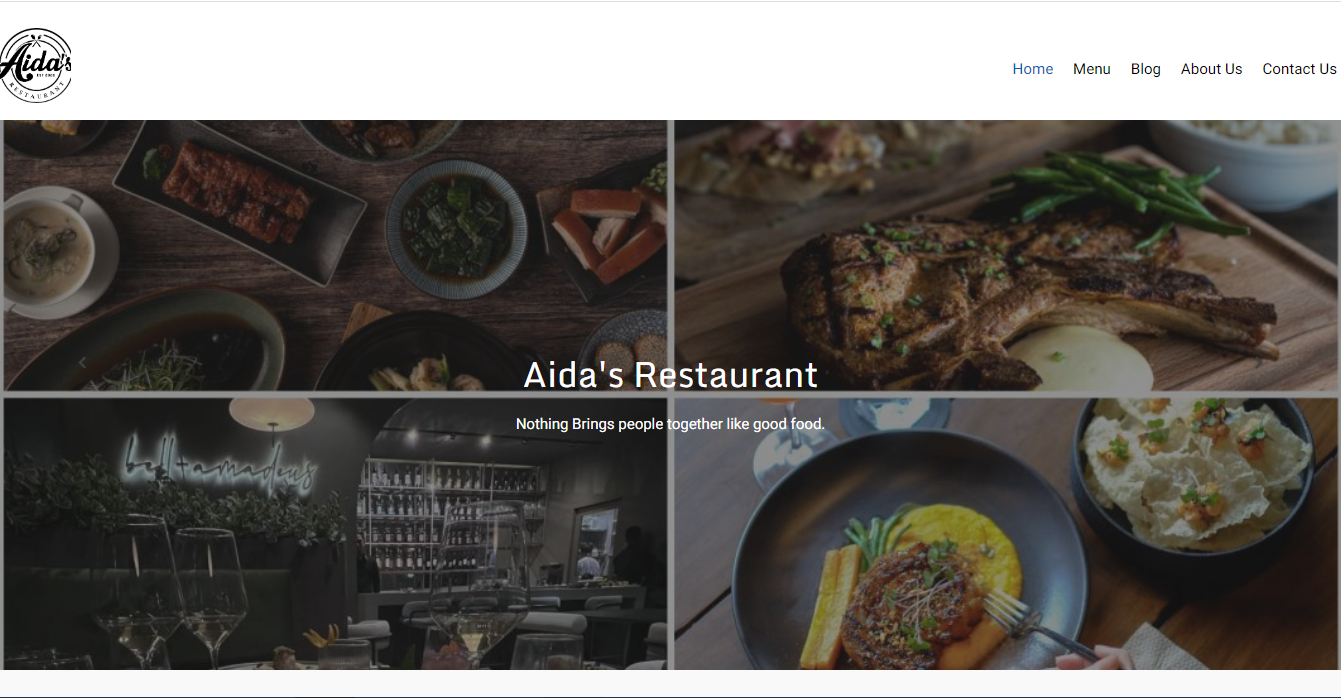 Aida's
EST 2002
RESTAURANT
Home Menu Blog About Us Contact Us
Aida's Restaurant
Nothing Brings people together like good food.
bell+amadeus